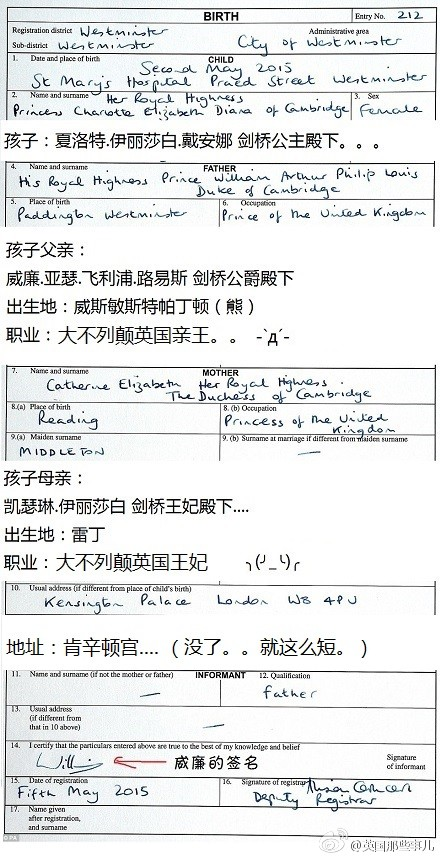 BIRTH
Entry No. 212
Registration district Westminster
Administrative area
Sub-district Westminster
City of Westminster
CHILD
1. Date and place of birth
Second May 2015
St Mary's Hospital Praed Street Westminster
2. Name and surname
3. Sex
Her Royal Highness
Princess Charlotte Elizabeth Diana of Cambridge
Female
孩子：夏洛特.伊丽莎白.戴安娜 剑桥公主殿下。。。
4. Name and surname
FATHER
His Royal Highness Prince William Arthur Philip Louis
Duke of Cambridge
5. Place of birth
6. Occupation
Paddington Westminster
Prince of the United Kingdom
孩子父亲：
威廉.亚瑟.飞利浦.路易斯 剑桥公爵殿下
出生地：威斯敏斯特帕丁顿（熊）
职业：大不列颠英国亲王。。 -`д´-
7. Name and surname
MOTHER
Catherine Elizabeth Her Royal Highness
The Duchess of Cambridge
8.(a) Place of birth
8. (b) Occupation
Reading
Princess of the United
Kingdom
9.(a) Maiden surname
9. (b) Surname at marriage if different from maiden surname
MIDDLETON
—
孩子母亲：
凯瑟琳.伊丽莎白 剑桥王妃殿下....
出生地：雷丁
职业：大不列颠英国王妃 ╮(╯_╰)╭
10. Usual address (if different from place of child's birth)
Kensington Palace London W8 4PU
地址：肯辛顿宫....（没了。。就这么短。）
11. Name and surname (if not the mother or father)
INFORMANT
12. Qualification
—
Father
13. Usual address
(if different from
that in 10 above)
—
14. I certify that the particulars entered above are true to the best of my knowledge and belief
威廉的签名
Signature
of informant
15. Date of registration
16. Signature of registrar
Fifth May 2015
Deputy Registrar
17. Name given
after registration,
and surname
@英国那些事儿